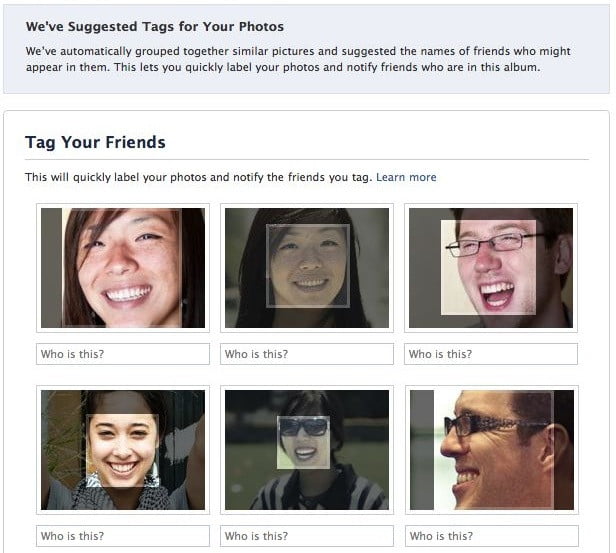 We've Suggested Tags for Your Photos
We've automatically grouped together similar pictures and suggested the names of friends who might
appear in them. This lets you quickly label your photos and notify friends who are in this album.
Tag Your Friends
This will quickly label your photos and notify the friends you tag. Learn more
Who is this?
Who is this?
Who is this?
Who is this?
Who is this?
Who is this?